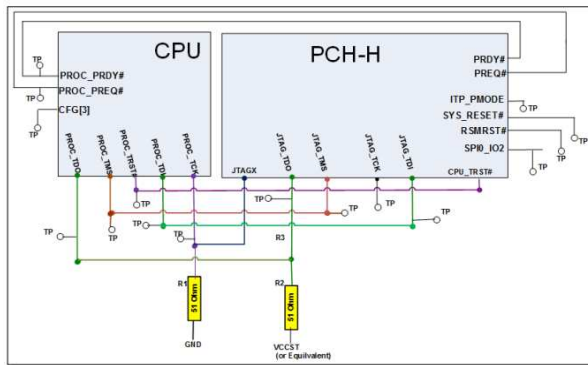 CPU
PCH-H
PRDY#
PREQ#
PROC_PRDY#
TP
PROC_PREQ#
TP
CFG[3]
TP
ITP_PMODE
TP
SYS_RESET#
TP
RSMRST#
TP
SPI0_IO2
TP
CPU_TRST#
PROC_TDO
PROC_TMS
PROC_TRST#
PROC_TDI
PROC_TCK
JTAGX
JTAG_TDO
JTAG_TMS
JTAG_TCK
JTAG_TDI
TP
TP
TP
TP
TP
TP
TP
TP
TP
R3
R1
51 Ohm
R2
51 Ohm
GND
VCCST
(or Equilvalent)